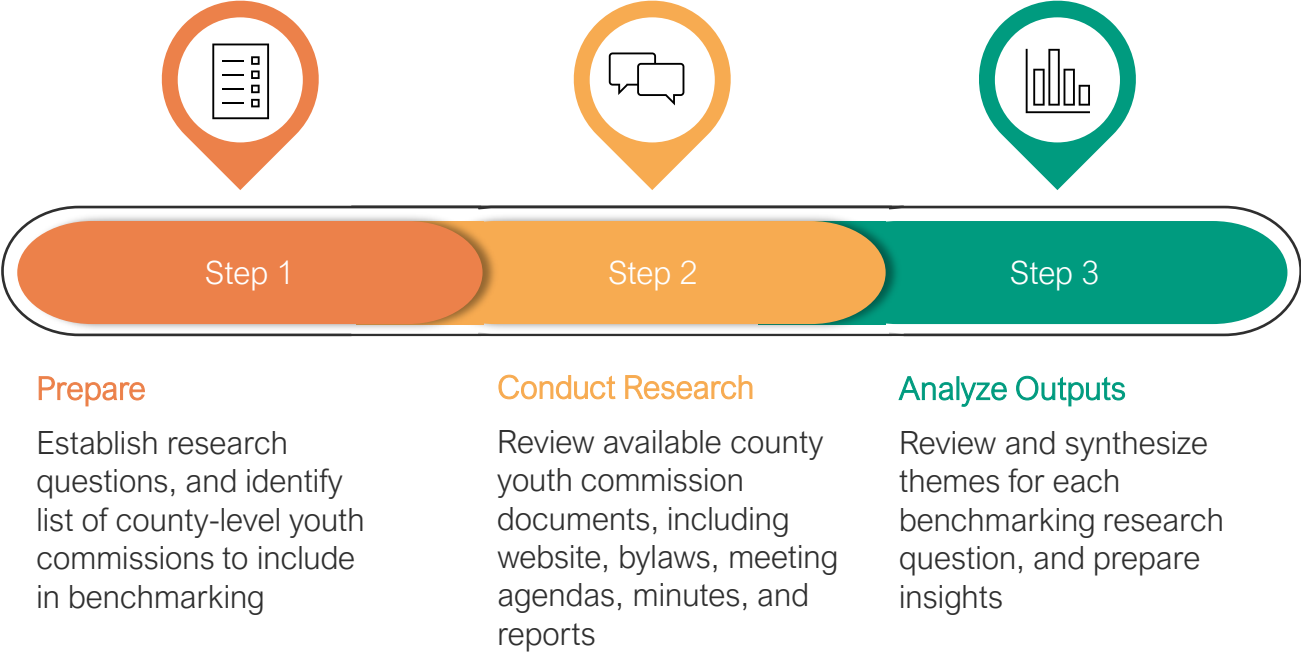 Step 1
Step 2
Step 3
Prepare
Establish research
questions, and identify
list of county-level youth
commissions to include
in benchmarking
Conduct Research
Review available county
youth commission
documents, including
website, bylaws, meeting
agendas, minutes, and
reports
Analyze Outputs
Review and synthesize
themes for each
benchmarking research
question, and prepare
insights